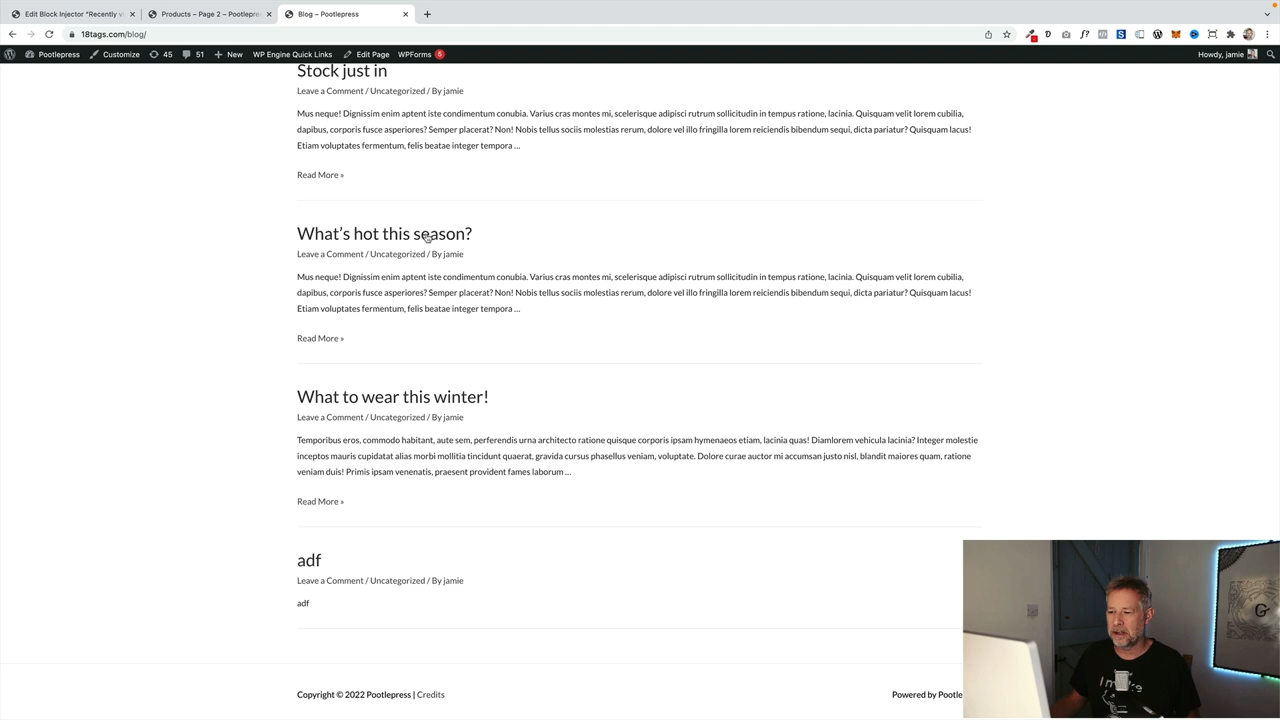 Edit Block Injector "Recently v
Products – Page 2 – Pootlepre
Blog – Pootlepress
18tags.com/blog/
Pootlepress
Customize
45
51
New
WP Engine Quick Links
Edit Page
WPForms 5
Howdy, jamie
Stock just in
Leave a Comment / Uncategorized / By jamie
Mus neque! Dignissim enim aptent iste condimentum conubia. Varius cras montes mi, scelerisque adipisci rutrum sollicitudin in tempus ratione, lacinia. Quisquam velit lorem cubilia,
dapibus, corporis fusce asperiores? Semper placerat? Non! Nobis tellus sociis molestias rerum, dolore vel illo fringilla lorem reiciendis bibendum sequi, dicta pariatur? Quisquam lacus!
Etiam voluptates fermentum, felis beatae integer tempora …
Read More »
What's hot this season?
Leave a Comment / Uncategorized / By jamie
Mus neque! Dignissim enim aptent iste condimentum conubia. Varius cras montes mi, scelerisque adipisci rutrum sollicitudin in tempus ratione, lacinia. Quisquam velit lorem cubilia,
dapibus, corporis fusce asperiores? Semper placerat? Non! Nobis tellus sociis molestias rerum, dolore vel illo fringilla lorem reiciendis bibendum sequi, dicta pariatur? Quisquam lacus!
Etiam voluptates fermentum, felis beatae integer tempora …
Read More »
What to wear this winter!
Leave a Comment / Uncategorized / By jamie
Temporibus eros, commodo habitant, aute sem, perferendis urna architecto ratione quisque corporis ipsam hymenaeos etiam, lacinia quas! Diamlorem vehicula lacinia? Integer molestie
inceptos mauris cupidatat alias morbi mollitia tincidunt quaerat, gravida cursus phasellus veniam, voluptate. Dolore curae auctor mi accumsan justo nisl, blandit maiores quam, ratione
veniam duis! Primis ipsam venenatis, praesent provident fames laborum …
Read More »
adf
Leave a Comment / Uncategorized / By jamie
adf
Copyright © 2022 Pootlepress | Credits
Powered by Pootle